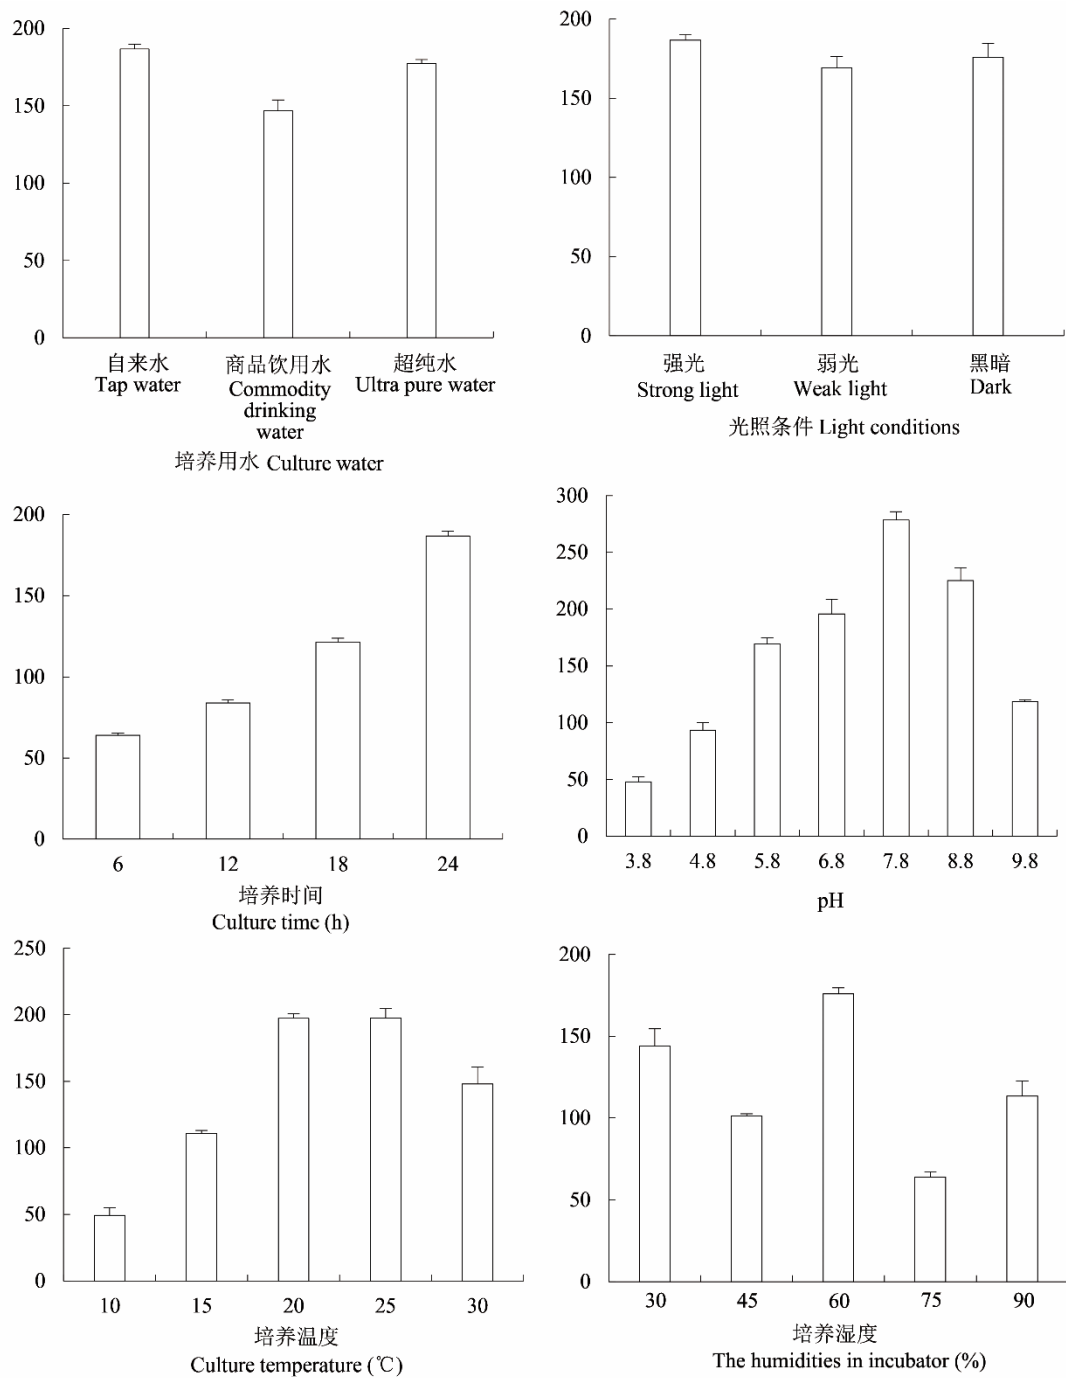 200
150
100
50
0
自来水
Tap water
商品饮用水
Commodity
drinking
water
超纯水
Ultra pure water
培养用水 Culture water
200
150
100
50
0
强光
Strong light
弱光
Weak light
黑暗
Dark
光照条件 Light conditions
200
150
100
50
0
6 12 18 24
培养时间
Culture time (h)
300
250
200
150
100
50
0
3.8 4.8 5.8 6.8 7.8 8.8 9.8
pH
250
200
150
100
50
0
10 15 20 25 30
培养温度
Culture temperature (℃)
200
150
100
50
0
30 45 60 75 90
培养湿度
The humidities in incubator (%)